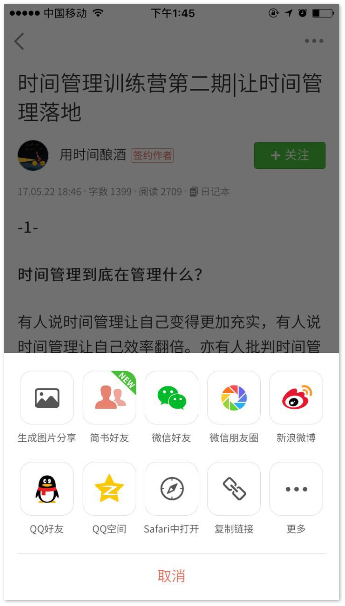 中国移动
下午1:45
时间管理训练营第二期|让时间管
理落地
用时间酿酒 签约作者
+ 关注
17.05.22 18:46 · 字数 1399 · 阅读 2709 · 日记本
-1-
时间管理到底在管理什么？
有人说时间管理让自己变得更加充实，有人说
时间管理让自己效率翻倍。亦有人批判时间管
NEW
生成图片分享 简书好友 微信好友 微信朋友圈 新浪微博
QQ好友 QQ空间 Safari中打开 复制链接 更多
取消